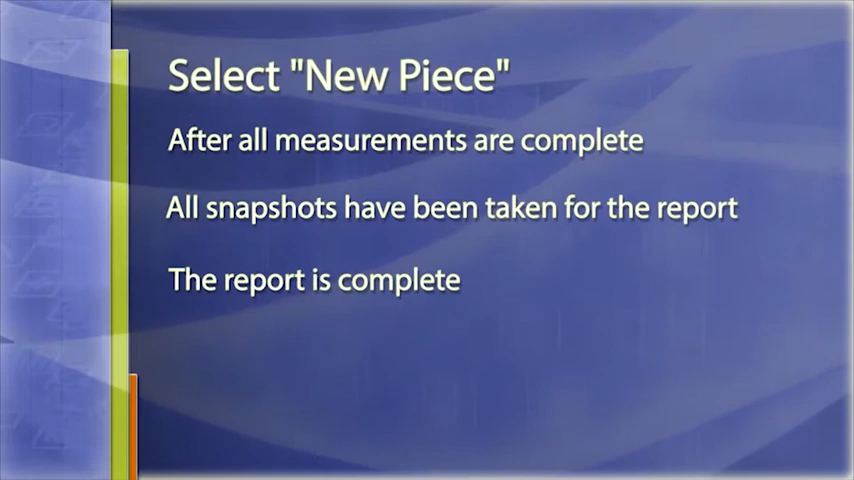 Select "New Piece"
After all measurements are complete
All snapshots have been taken for the report
The report is complete